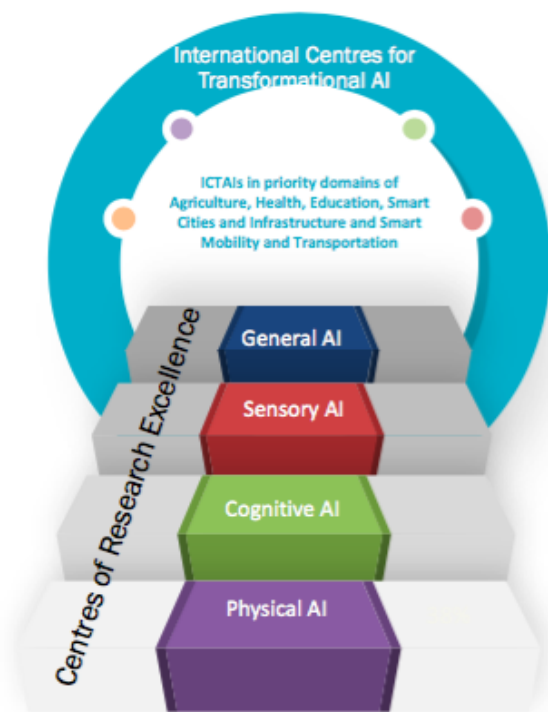 International Centres for
Transformational AI
ICTAIs in priority domains of
Agriculture, Health, Education, Smart
Cities and Infrastructure and Smart
Mobility and Transportation
General AI
Sensory AI
Cognitive AI
Physical AI
Centres of Research Excellence